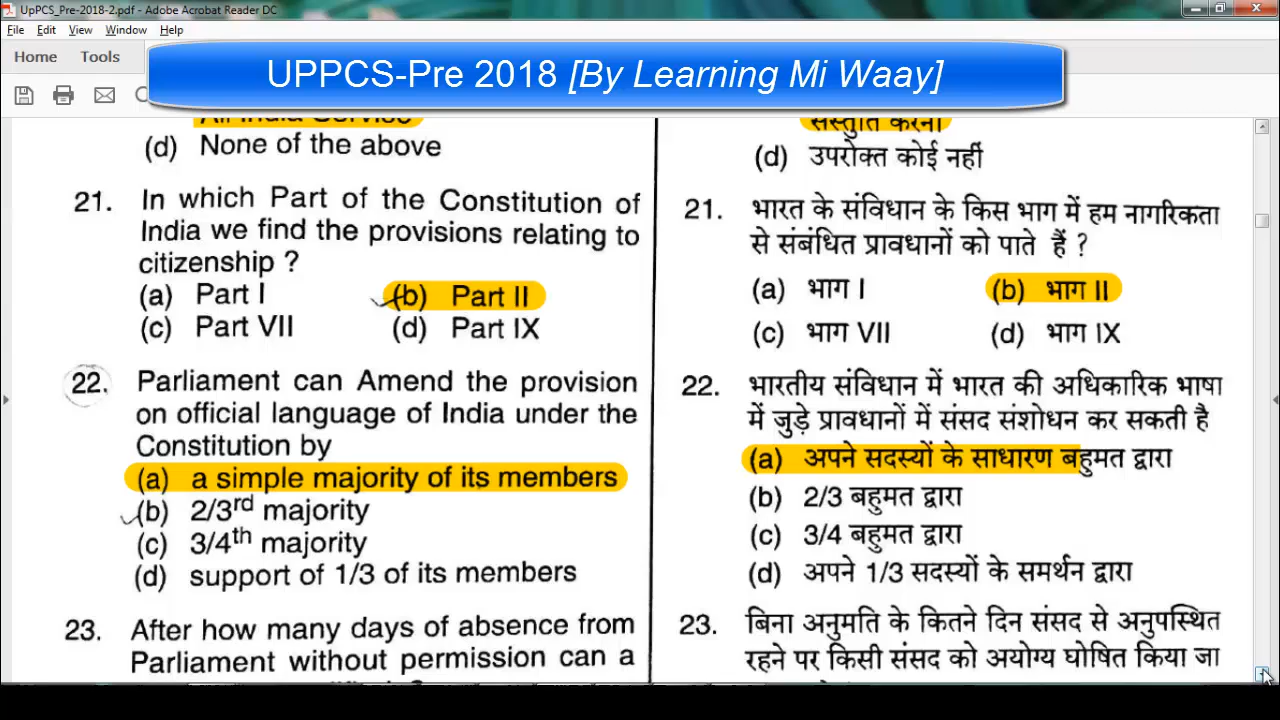 UpPCS_Pre-2018-2.pdf - Adobe Acrobat Reader DC
File Edit View Window Help
Home Tools
UPPCS-Pre 2018 [By Learning Mi Waay]
All India Service
(d) None of the above
21. In which Part of the Constitution of
India we find the provisions relating to
citizenship ?
(a) Part I (b) Part II
(c) Part VII (d) Part IX
22. Parliament can Amend the provision
on official language of India under the
Constitution by
(a) a simple majority of its members
(b) 2/3rd majority
(c) 3/4th majority
(d) support of 1/3 of its members
23. After how many days of absence from
Parliament without permission can a
संस्तुति करना
(d) उपरोक्त कोई नहीं
21. भारत के संविधान के किस भाग में हम नागरिकता
से संबंधित प्रावधानों को पाते हैं ?
(a) भाग I (b) भाग II
(c) भाग VII (d) भाग IX
22. भारतीय संविधान में भारत की अधिकारिक भाषा
में जुड़े प्रावधानों में संसद संशोधन कर सकती है
(a) अपने सदस्यों के साधारण बहुमत द्वारा
(b) 2/3 बहुमत द्वारा
(c) 3/4 बहुमत द्वारा
(d) अपने 1/3 सदस्यों के समर्थन द्वारा
23. बिना अनुमति के कितने दिन संसद से अनुपस्थित
रहने पर किसी संसद को अयोग्य घोषित किया जा